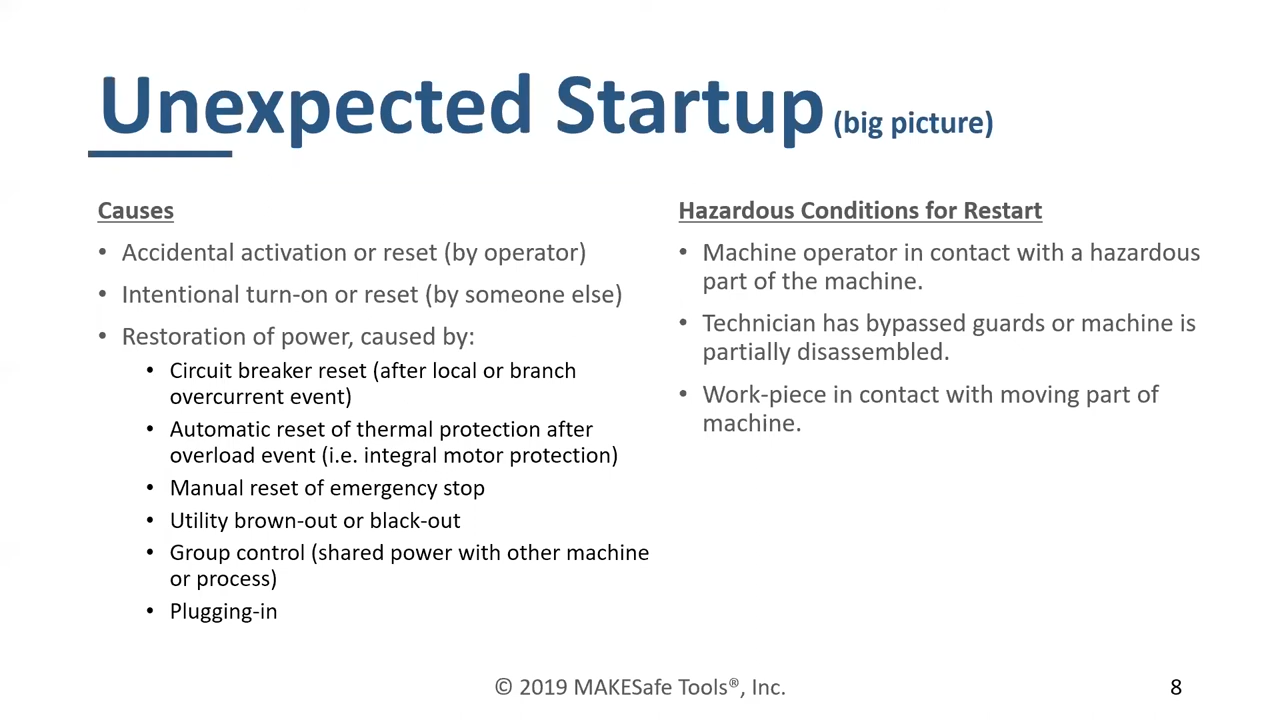 Unexpected Startup (big picture)
Causes
• Accidental activation or reset (by operator)
• Intentional turn-on or reset (by someone else)
• Restoration of power, caused by:
• Circuit breaker reset (after local or branch
overcurrent event)
• Automatic reset of thermal protection after
overload event (i.e. integral motor protection)
• Manual reset of emergency stop
• Utility brown-out or black-out
• Group control (shared power with other machine
or process)
• Plugging-in
Hazardous Conditions for Restart
• Machine operator in contact with a hazardous
part of the machine.
• Technician has bypassed guards or machine is
partially disassembled.
• Work-piece in contact with moving part of
machine.
© 2019 MAKESafe Tools®, Inc.
8